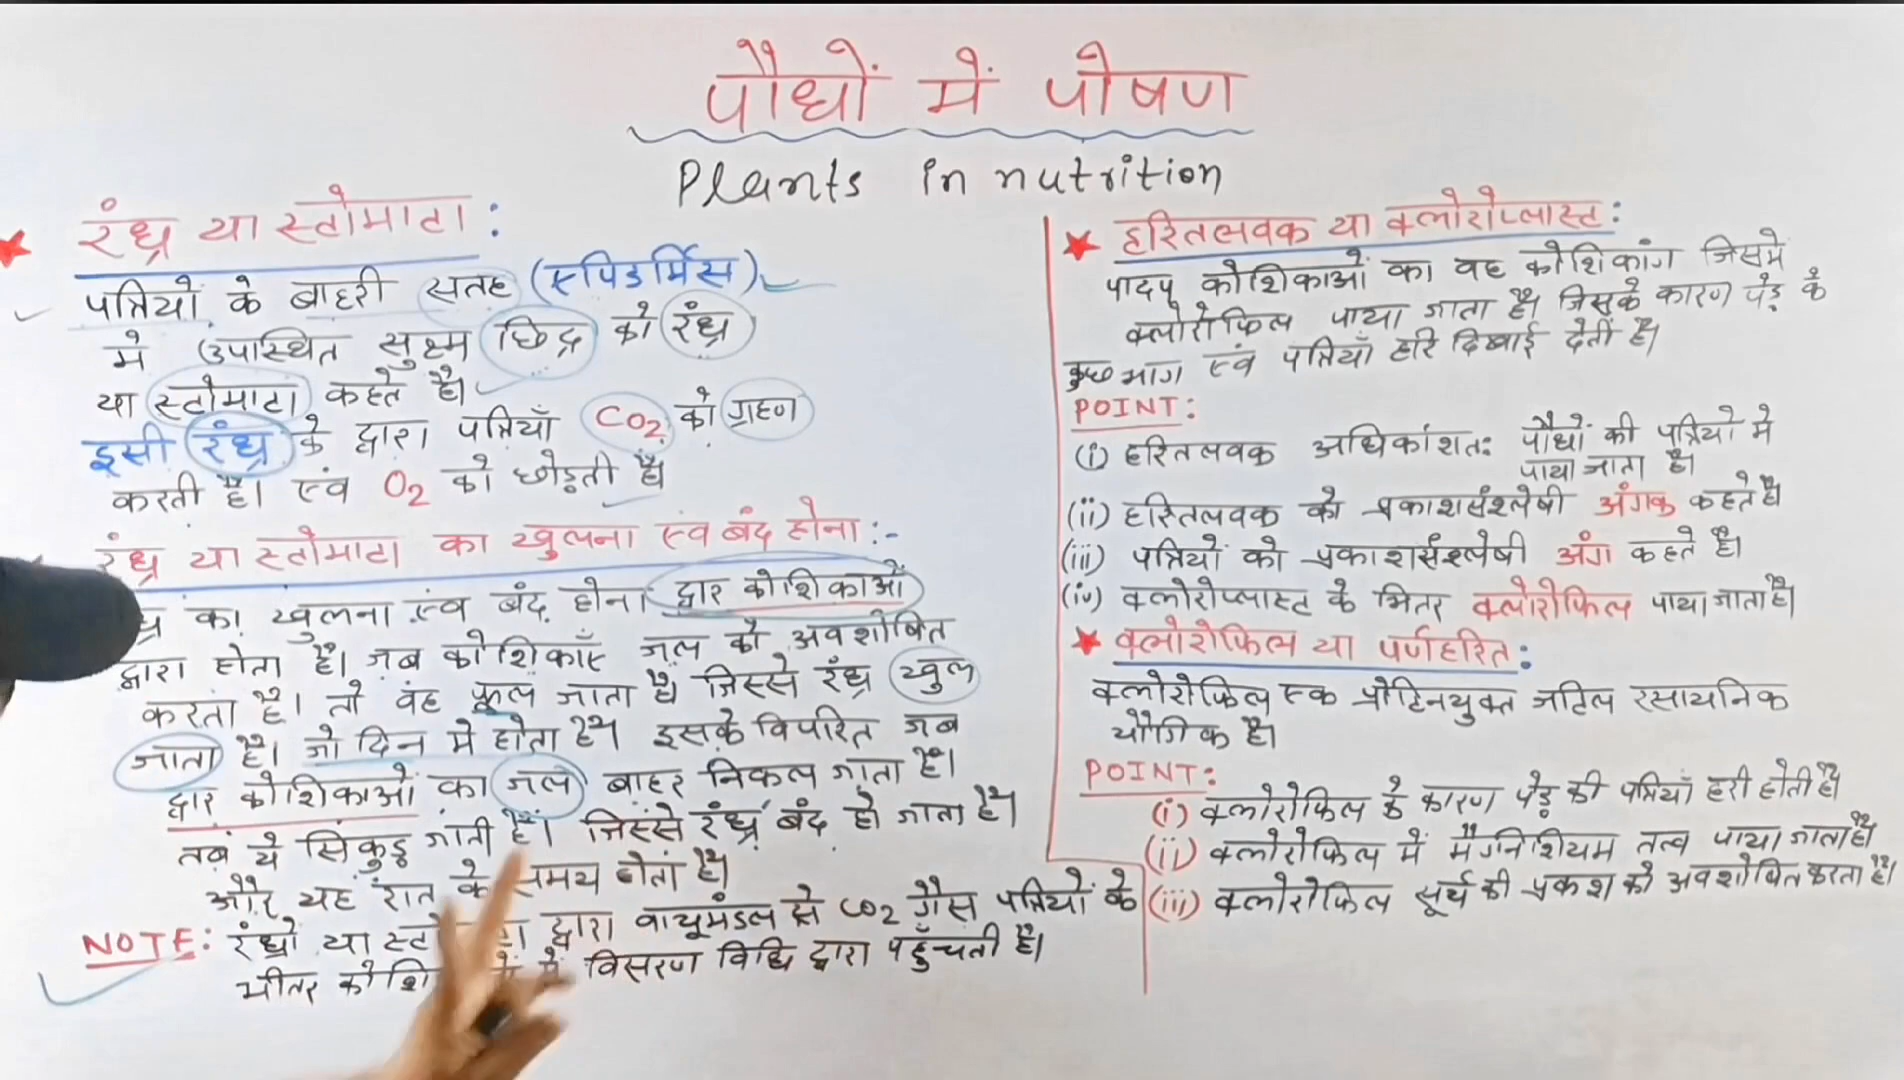 पौधों में पोषण
Plants in nutrition
रंध्र या स्तोमाटा :
पत्तियों के बाहरी सतह (एपिडर्मिस)
मे उपस्थित सुक्ष्म छिद्र को रंध्र
या स्टोमाटा कहते है।
इसी रंध्र के द्वारा पत्तियाँ CO2 को ग्रहण
करती है। एवं O2 को छोड़ती है
रंध्र या स्तोमाटा का खुलना एंव बंद होना :-
का खुलना एंव बंद होना द्वार कोशिकाओं
द्वारा होता है। जब कोशिकाएँ जल को अवशोषित
करता है। तो वह फूल जाता है जिससे रंध्र खुल
जाता है। जो दिन मे होता है। इसके विपरित जब
द्वार कोशिकाओं का जल बाहर निकल जाता है।
तब ये सिकुड़ जाती है। जिससे रंध्र बंद हो जाता है।
और यह रात के समय होता है।
NOTE: रंध्रो या द्वारा वायूमंडल से CO2 गैस पत्तियों के
भीतर में विसरण विधि द्वारा पहुँचती है।
हरितलवक या क्लोरोप्लास्ट :
पादप कोशिकाओं का वह कोशिकांग जिसमे
क्लोरोफिल पाया जाता है। जिसके कारण पेड़ के
कुछ भाग एवं पत्तियाँ हरि दिखाई देती है।
POINT:
(i) हरितलवक अधिकांशतः पौधों की पत्रियो मे
पाया जाता है।
(ii) हरितलवक को प्रकाशसंश्लेषी अंगक कहते है
(iii) पत्रियो को प्रकाशसंश्लेषी अंग कहते है।
(iv) क्लोरोप्लास्ट के भितर क्लोरोफिल पाया जाता है।
क्लोरोफिल या पर्णहरित :
क्लोरोफिल एक प्रोटिनयुक्त जटिल रसायनिक
यौगिक है।
POINT:
(i) क्लोरोफिल के कारण पेड़ की पत्तियाँ हरी होती है।
(ii) क्लोरोफिल में मैग्निशियम तत्व पाया जाता है।
(iii) क्लोरोफिल सूर्य की प्रकश को अवशोषित करता है।